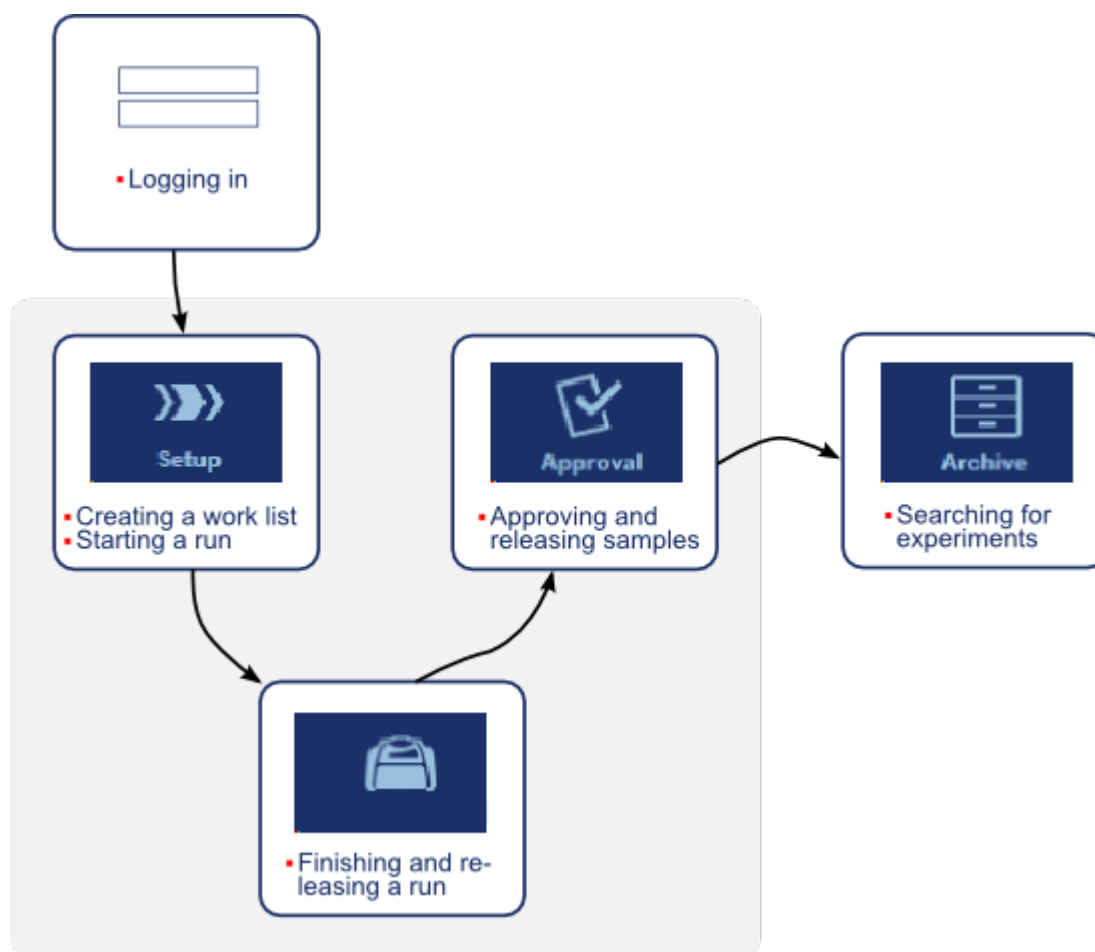 Logging in
Setup
Creating a work list
Starting a run
Approval
Approving and
releasing samples
Archive
Searching for
experiments
Finishing and re-
leasing a run